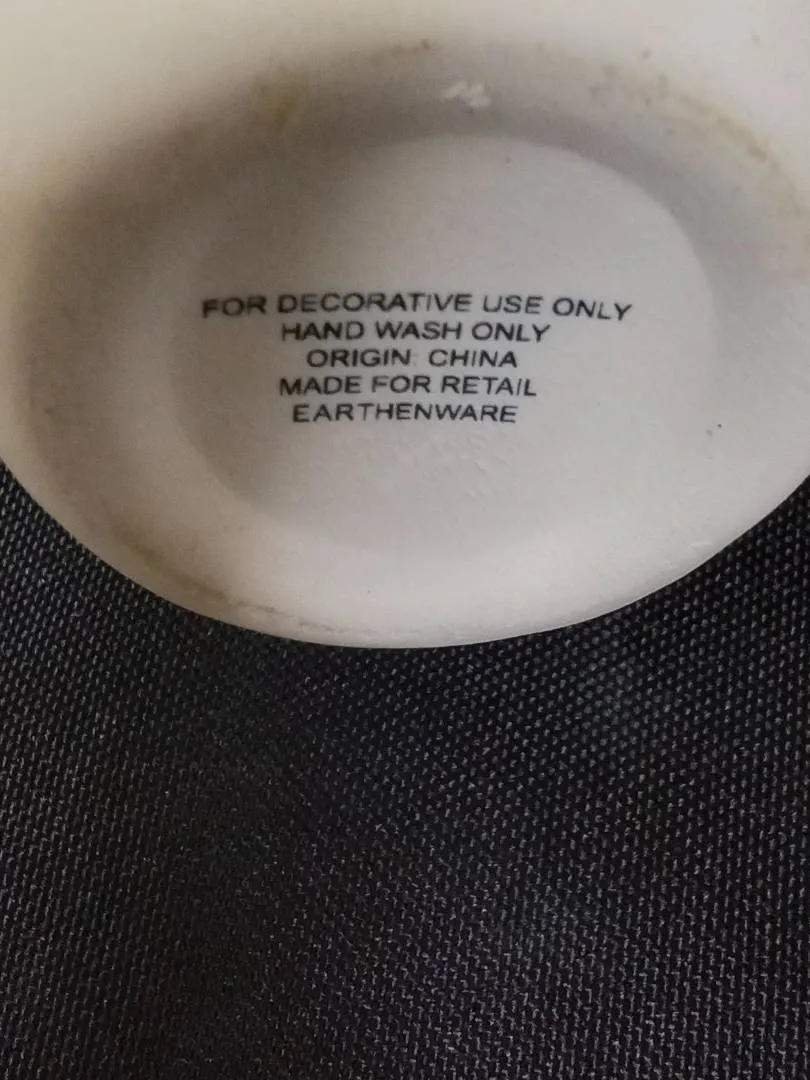 FOR DECORATIVE USE ONLY
HAND WASH ONLY
ORIGIN: CHINA
MADE FOR RETAIL
EARTHENWARE